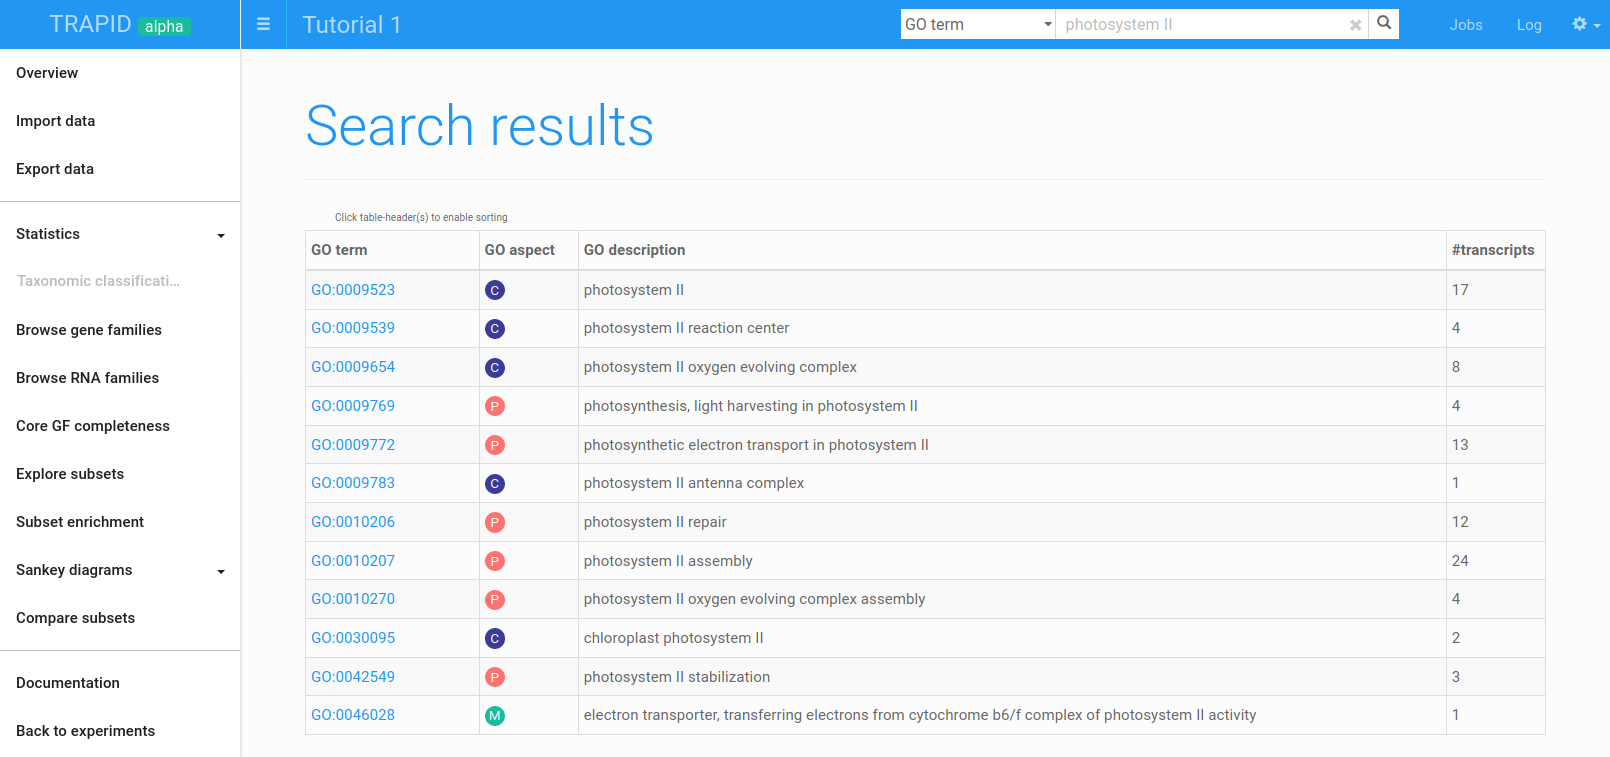 TRAPID alpha
Tutorial 1
GO term
photosystem II
Jobs
Log
Overview
Import data
Export data
Statistics
Taxonomic classificati...
Browse gene families
Browse RNA families
Core GF completeness
Explore subsets
Subset enrichment
Sankey diagrams
Compare subsets
Documentation
Back to experiments
Search results
Click table-header(s) to enable sorting
GO term GO aspect GO description #transcripts
GO:0009523 C photosystem II 17
GO:0009539 C photosystem II reaction center 4
GO:0009654 C photosystem II oxygen evolving complex 8
GO:0009769 P photosynthesis, light harvesting in photosystem II 4
GO:0009772 P photosynthetic electron transport in photosystem II 13
GO:0009783 C photosystem II antenna complex 1
GO:0010206 P photosystem II repair 12
GO:0010207 P photosystem II assembly 24
GO:0010270 P photosystem II oxygen evolving complex assembly 4
GO:0030095 C chloroplast photosystem II 2
GO:0042549 P photosystem II stabilization 3
GO:0046028 M electron transporter, transferring electrons from cytochrome b6/f complex of photosystem II activity 1